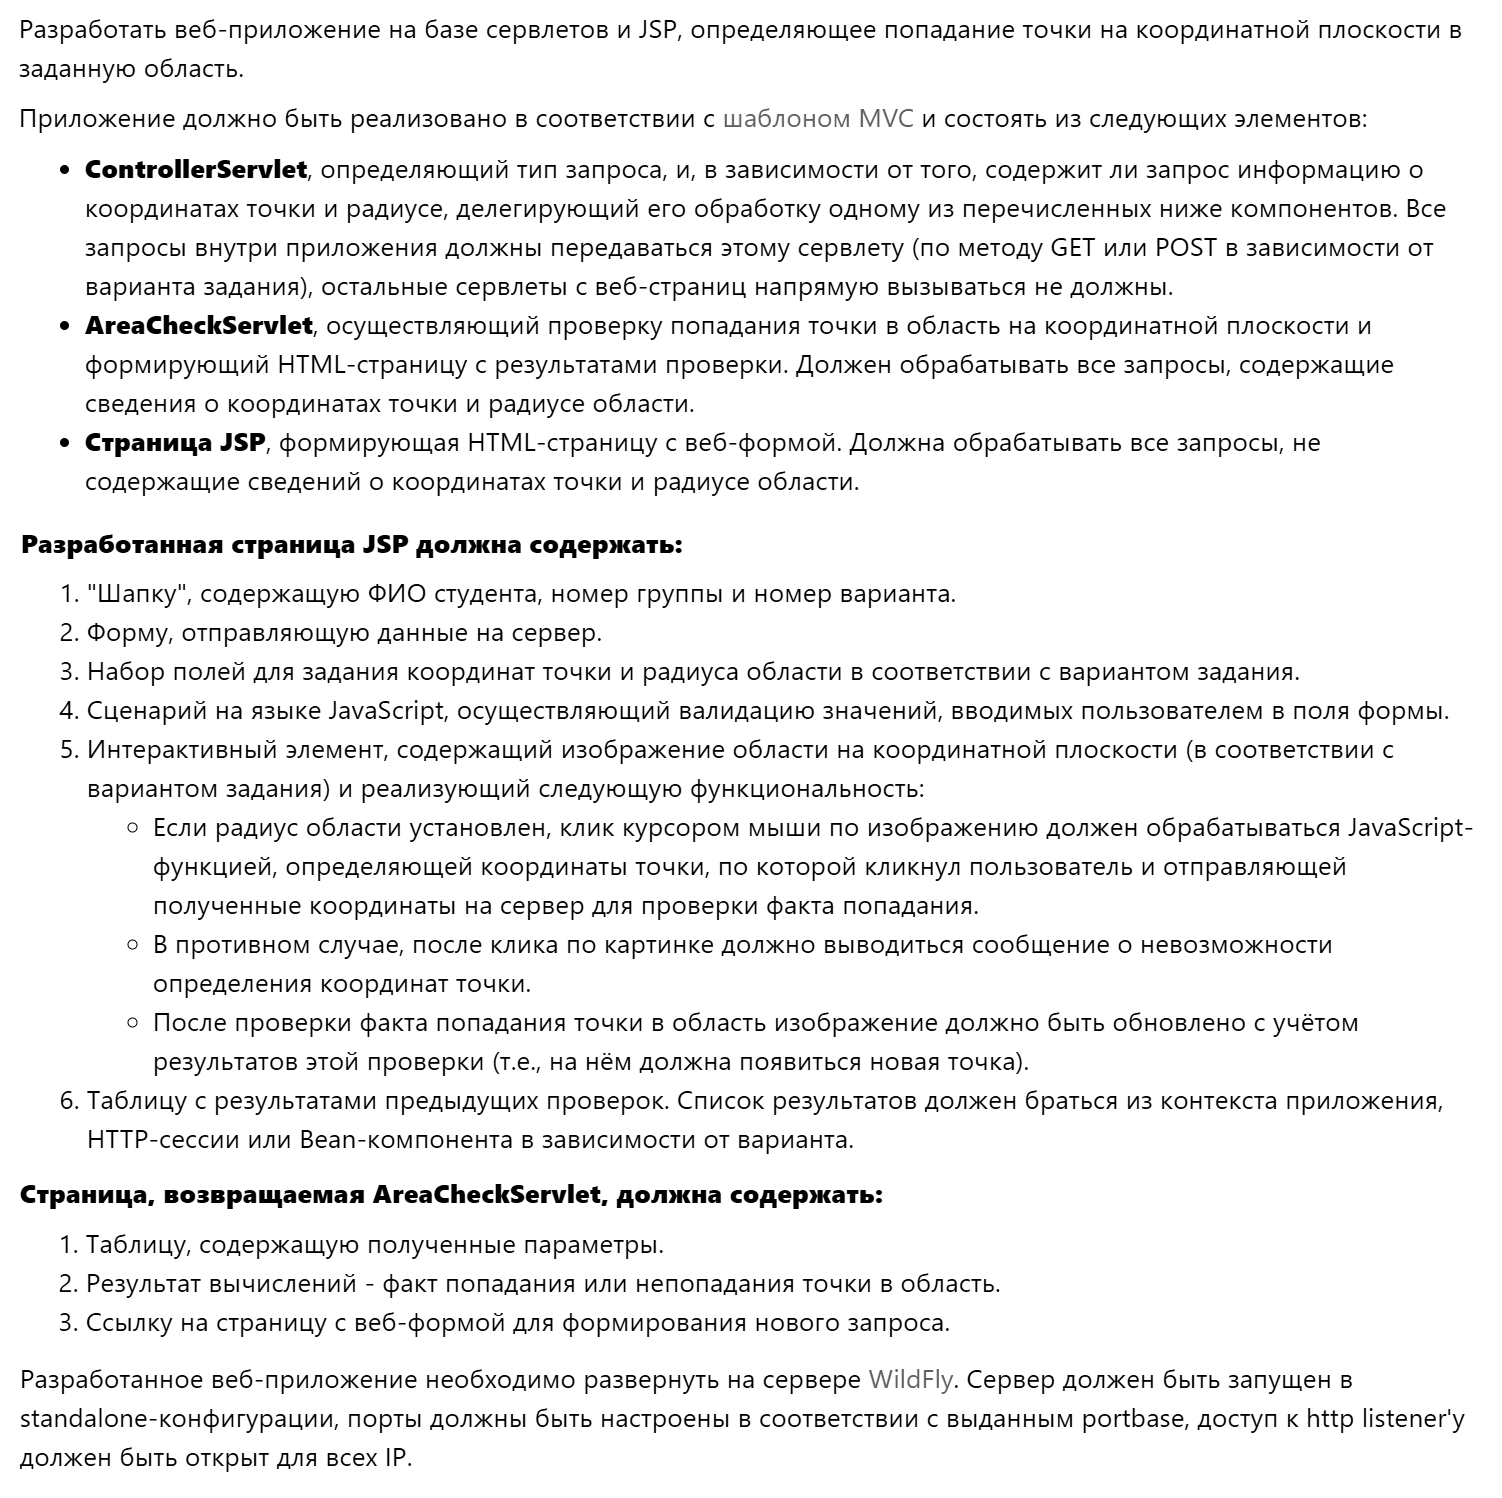 Разработать веб-приложение на базе сервлетов и JSP, определяющее попадание точки на координатной плоскости в
заданную область.
Приложение должно быть реализовано в соответствии с шаблоном MVC и состоять из следующих элементов:
• ControllerServlet, определяющий тип запроса, и, в зависимости от того, содержит ли запрос информацию о
координатах точки и радиусе, делегирующий его обработку одному из перечисленных ниже компонентов. Все
запросы внутри приложения должны передаваться этому сервлету (по методу GET или POST в зависимости от
варианта задания), остальные сервлеты с веб-страниц напрямую вызываться не должны.
• AreaCheckServlet, осуществляющий проверку попадания точки в область на координатной плоскости и
формирующий HTML-страницу с результатами проверки. Должен обрабатывать все запросы, содержащие
сведения о координатах точки и радиусе области.
• Страница JSP, формирующая HTML-страницу с веб-формой. Должна обрабатывать все запросы, не
содержащие сведений о координатах точки и радиусе области.
Разработанная страница JSP должна содержать:
1. "Шапку", содержащую ФИО студента, номер группы и номер варианта.
2. Форму, отправляющую данные на сервер.
3. Набор полей для задания координат точки и радиуса области в соответствии с вариантом задания.
4. Сценарий на языке JavaScript, осуществляющий валидацию значений, вводимых пользователем в поля формы.
5. Интерактивный элемент, содержащий изображение области на координатной плоскости (в соответствии с
вариантом задания) и реализующий следующую функциональность:
◦ Если радиус области установлен, клик курсором мыши по изображению должен обрабатываться JavaScript-
функцией, определяющей координаты точки, по которой кликнул пользователь и отправляющей
полученные координаты на сервер для проверки факта попадания.
◦ В противном случае, после клика по картинке должно выводиться сообщение о невозможности
определения координат точки.
◦ После проверки факта попадания точки в область изображение должно быть обновлено с учётом
результатов этой проверки (т.е., на нём должна появиться новая точка).
6. Таблицу с результатами предыдущих проверок. Список результатов должен браться из контекста приложения,
HTTP-сессии или Bean-компонента в зависимости от варианта.
Страница, возвращаемая AreaCheckServlet, должна содержать:
1. Таблицу, содержащую полученные параметры.
2. Результат вычислений - факт попадания или непопадания точки в область.
3. Ссылку на страницу с веб-формой для формирования нового запроса.
Разработанное веб-приложение необходимо развернуть на сервере WildFly. Сервер должен быть запущен в
standalone-конфигурации, порты должны быть настроены в соответствии с выданным portbase, доступ к http listener'у
должен быть открыт для всех IP.